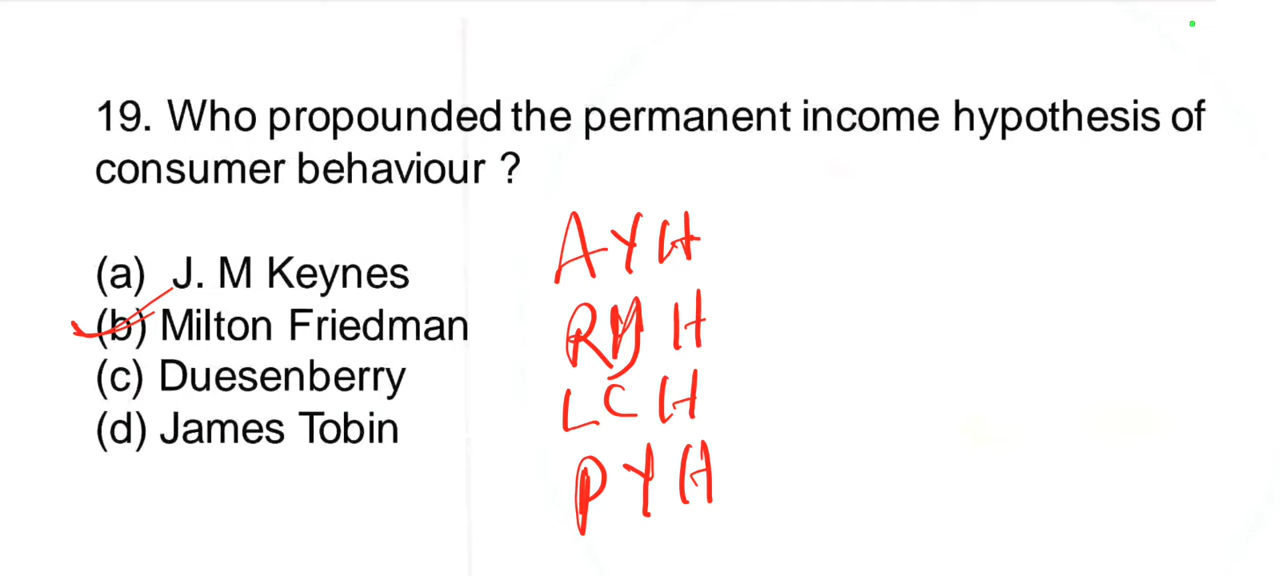 19. Who propounded the permanent income hypothesis of
consumer behaviour ?
(a) J. M Keynes
(b) Milton Friedman
(c) Duesenberry
(d) James Tobin
AYH
RYH
LCH
PYH